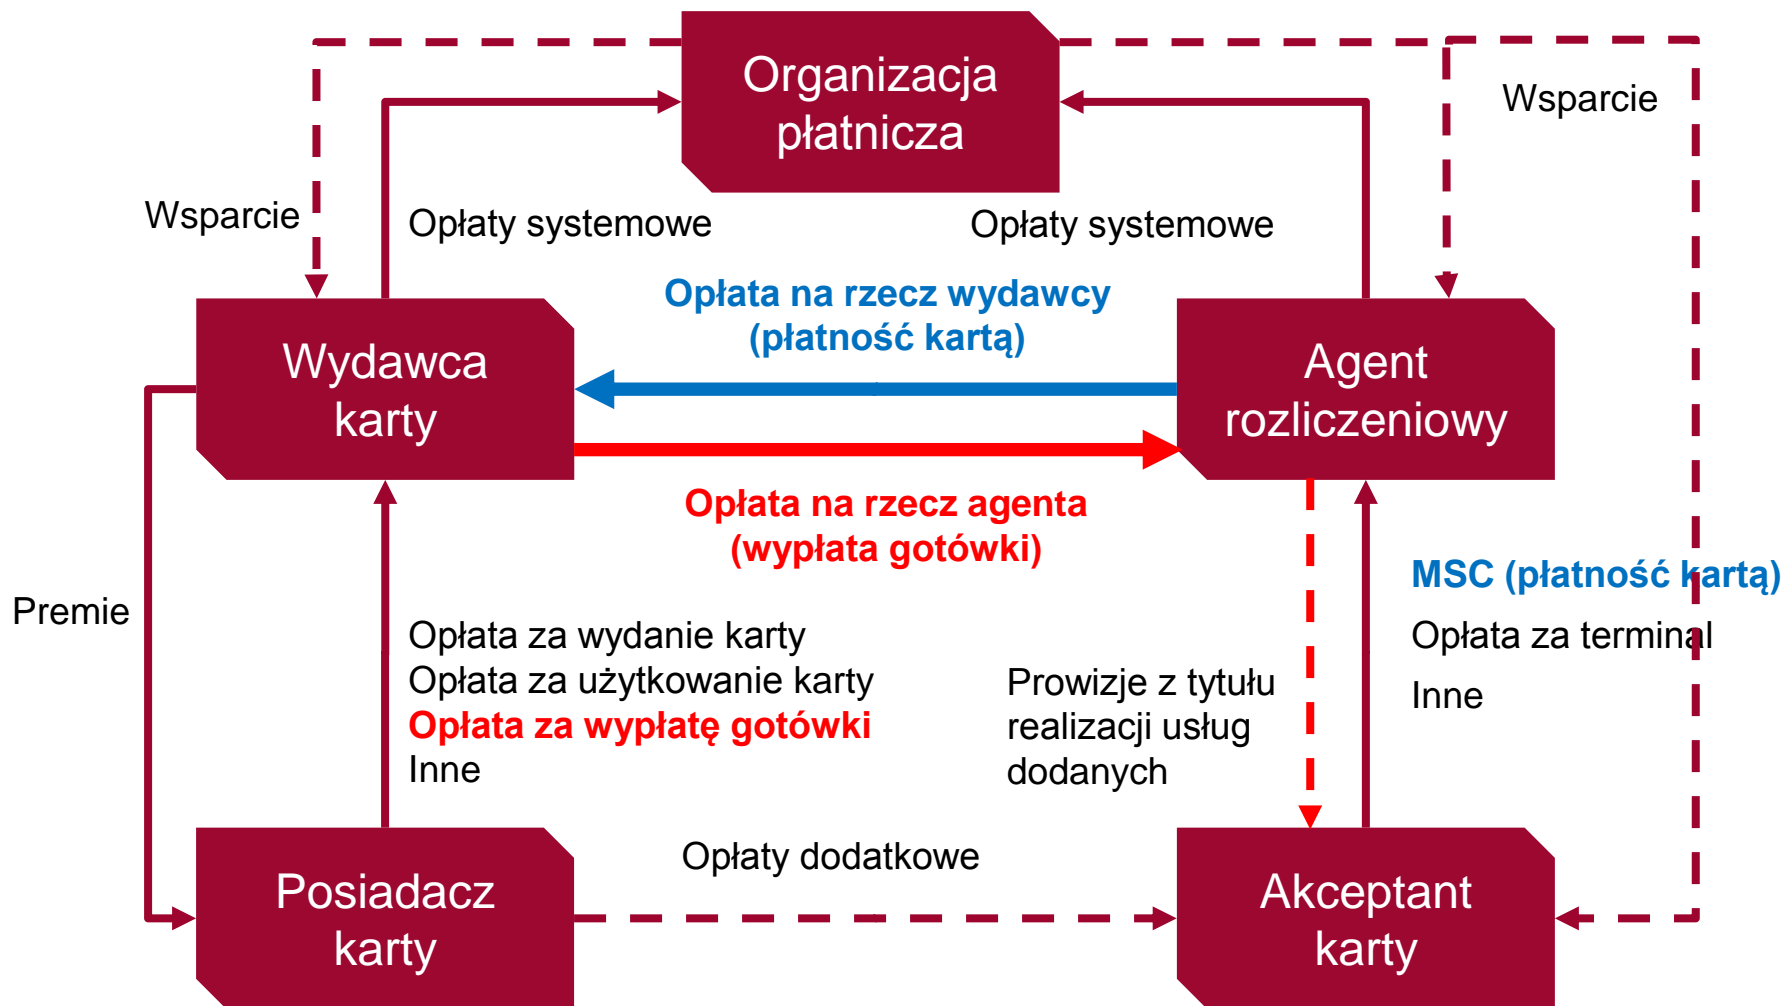 Organizacja
płatnicza
Wsparcie
Wsparcie
Opłaty systemowe
Opłaty systemowe
Opłata na rzecz wydawcy
(płatność kartą)
Wydawca
karty
Agent
rozliczeniowy
Opłata na rzecz agenta
(wypłata gotówki)
Premie
Opłata za wydanie karty
Opłata za użytkowanie karty
Opłata za wypłatę gotówki
Inne
Prowizje z tytułu
realizacji usług
dodanych
MSC (płatność kartą)
Opłata za terminal
Inne
Opłaty dodatkowe
Posiadacz
karty
Akceptant
karty